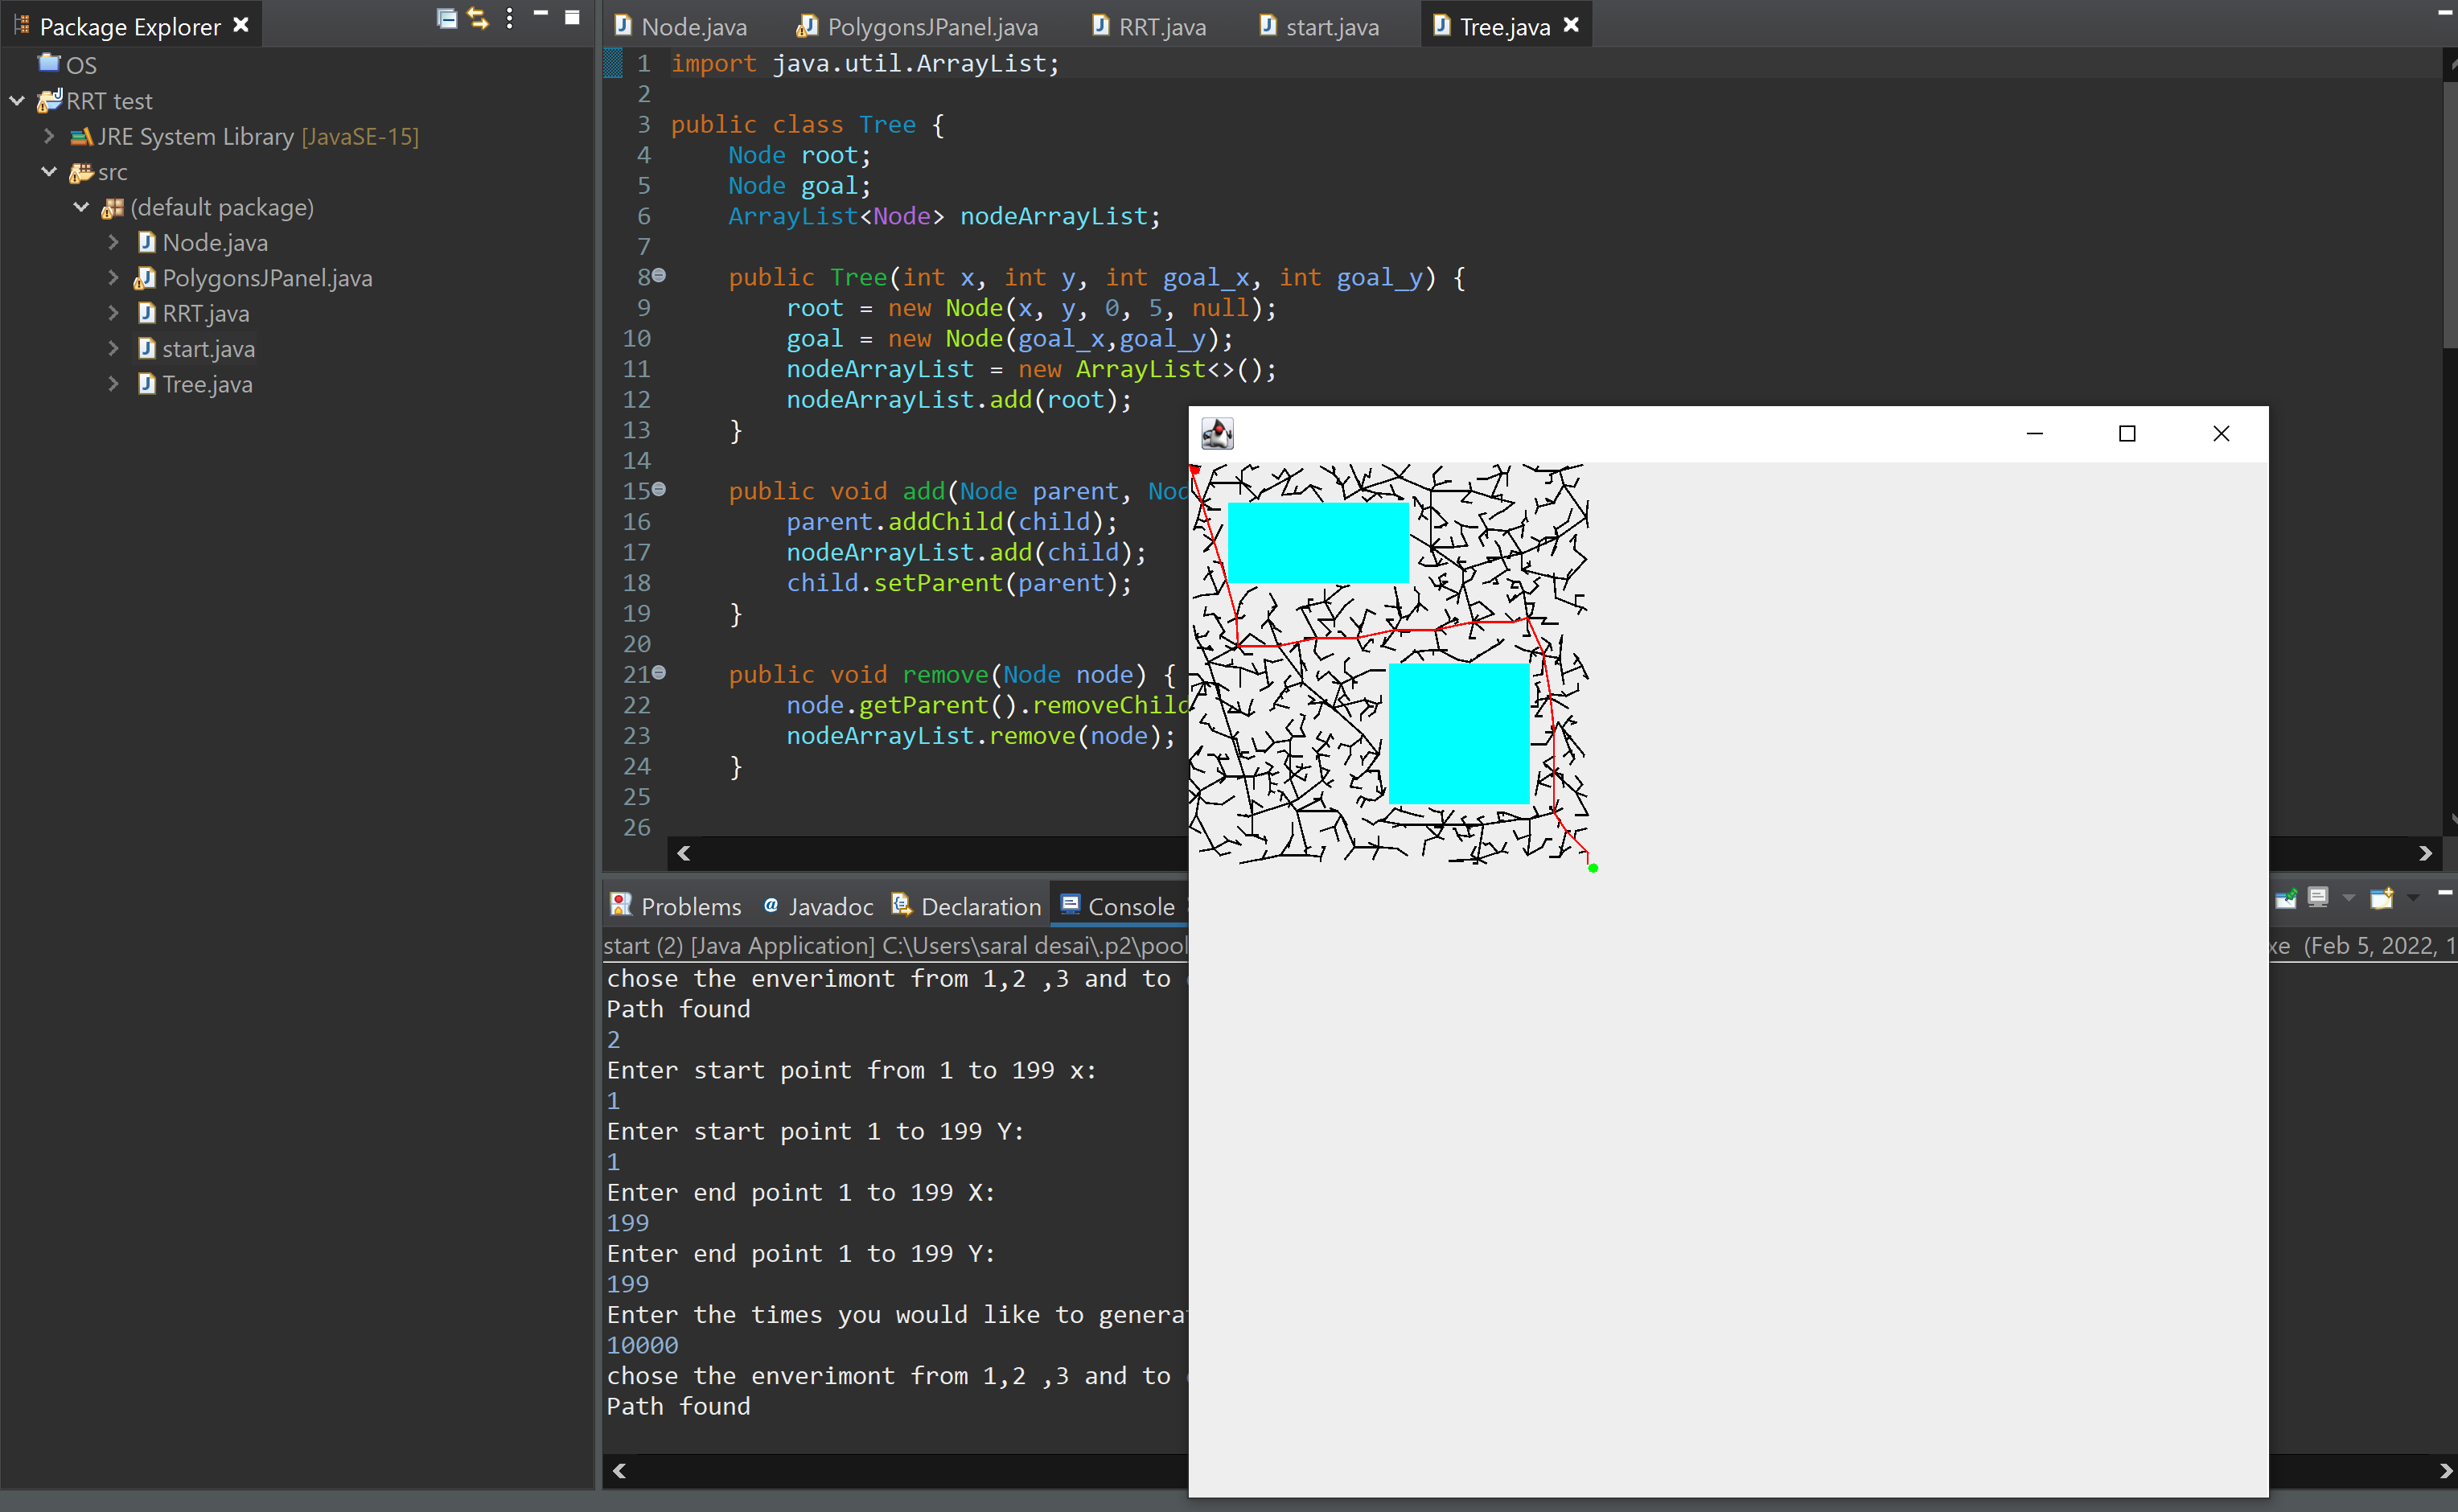 Package Explorer
OS
RRT test
JRE System Library [JavaSE-15]
src
(default package)
Node.java
PolygonsJPanel.java
RRT.java
start.java
Tree.java
Node.java PolygonsJPanel.java RRT.java start.java Tree.java
1 import java.util.ArrayList;
2
3 public class Tree {
4 Node root;
5 Node goal;
6 ArrayList<Node> nodeArrayList;
7
8 public Tree(int x, int y, int goal_x, int goal_y) {
9 root = new Node(x, y, 0, 5, null);
10 goal = new Node(goal_x,goal_y);
11 nodeArrayList = new ArrayList<>();
12 nodeArrayList.add(root);
13 }
14
15 public void add(Node parent, Nod
16 parent.addChild(child);
17 nodeArrayList.add(child);
18 child.setParent(parent);
19 }
20
21 public void remove(Node node) {
22 node.getParent().removeChild
23 nodeArrayList.remove(node);
24 }
25
26
Problems @ Javadoc Declaration Console
start (2) [Java Application] C:\Users\saral desai\.p2\pool
xe (Feb 5, 2022, 1
chose the enverimont from 1,2 ,3 and to
Path found
2
Enter start point from 1 to 199 x:
1
Enter start point 1 to 199 Y:
1
Enter end point 1 to 199 X:
199
Enter end point 1 to 199 Y:
199
Enter the times you would like to genera
10000
chose the enverimont from 1,2 ,3 and to
Path found